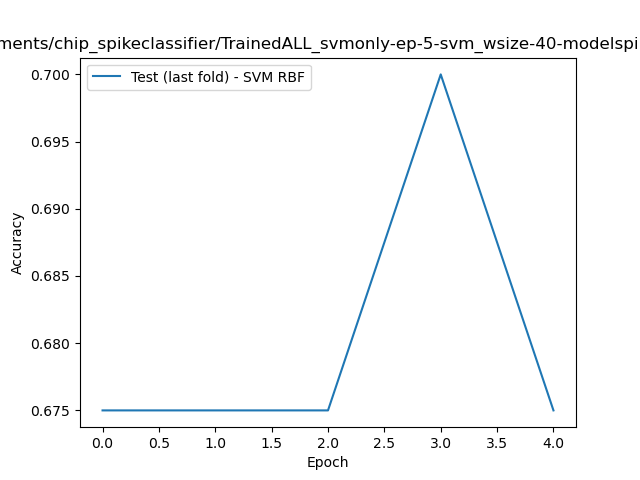 ments/chip_spikeclassifier/TrainedALL_svmonly-ep-5-svm_wsize-40-modelspi
Test (last fold) - SVM RBF
Accuracy
0.700
0.695
0.690
0.685
0.680
0.675
0.0 0.5 1.0 1.5 2.0 2.5 3.0 3.5 4.0
Epoch